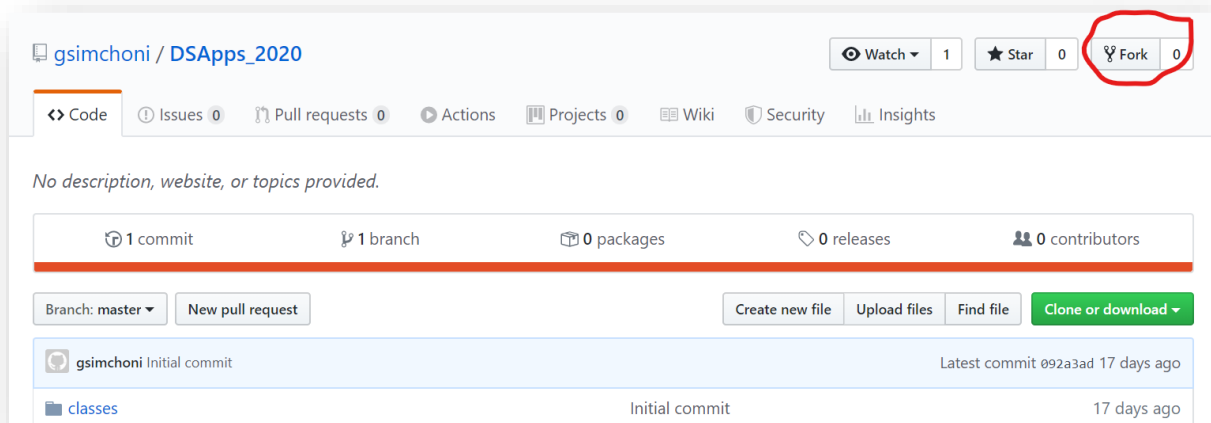 gsimchoni / DSApps_2020 Watch 1 Star 0 Fork 0
Code Issues 0 Pull requests 0 Actions Projects 0 Wiki Security Insights
No description, website, or topics provided.
1 commit 1 branch 0 packages 0 releases 0 contributors
Branch: master New pull request Create new file Upload files Find file Clone or download
gsimchoni Initial commit Latest commit 092a3ad 17 days ago
classes Initial commit 17 days ago